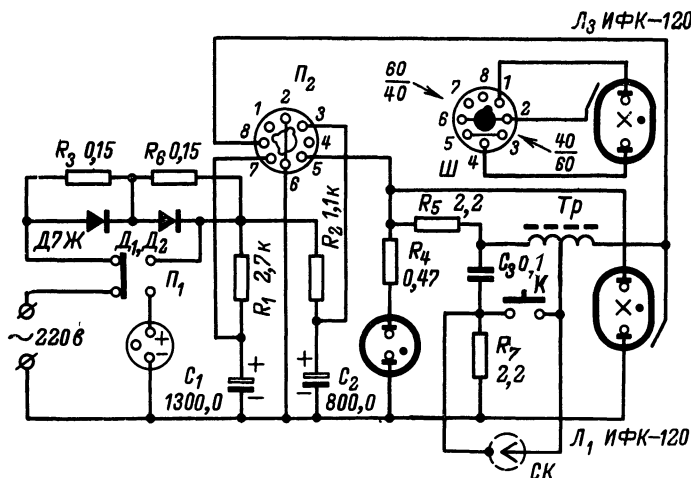 Л₃ ИФК–120
П₂
60/40
8
7
1
6
2
5
3
Ш
4
40/60
2
1
3
8
4
7
5
6
R₃ 0,15
R₆ 0,15
Д7Ж
Д₁, Д₂
П₁
~220 в
+
−
R₁ 2,7к
R₂ 1,1к
R₅ 2,2
Тр
R₄ 0,47
C₃ 0,1
К
R₇ 2,2
+
−
C₁ 1300,0
+
−
C₂ 800,0
Л₁ ИФК–120
СК